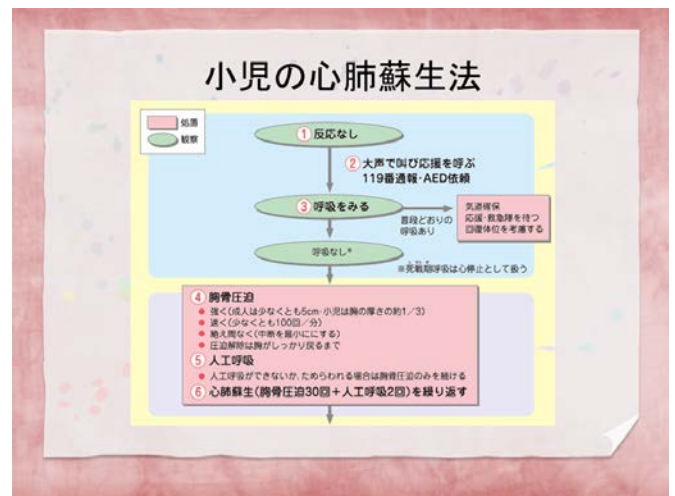 小児の心肺蘇生法
処置
観察
① 反応なし
② 大声で叫び応援を呼ぶ
119番通報・AED依頼
③ 呼吸をみる
普段どおりの
呼吸あり
気道確保
応援・救急隊を待つ
回復体位を考慮する
呼吸なし*
※死戦期呼吸は心停止として扱う
④ 胸骨圧迫
● 強く(成人は少なくとも5cm・小児は胸の厚さの約1/3)
● 速く(少なくとも100回/分)
● 絶え間なく(中断を最小にする)
● 圧迫解除は胸がしっかり戻るまで
⑤ 人工呼吸
● 人工呼吸ができないか、ためらわれる場合は胸骨圧迫のみを続ける
⑥ 心肺蘇生(胸骨圧迫30回+人工呼吸2回)を繰り返す